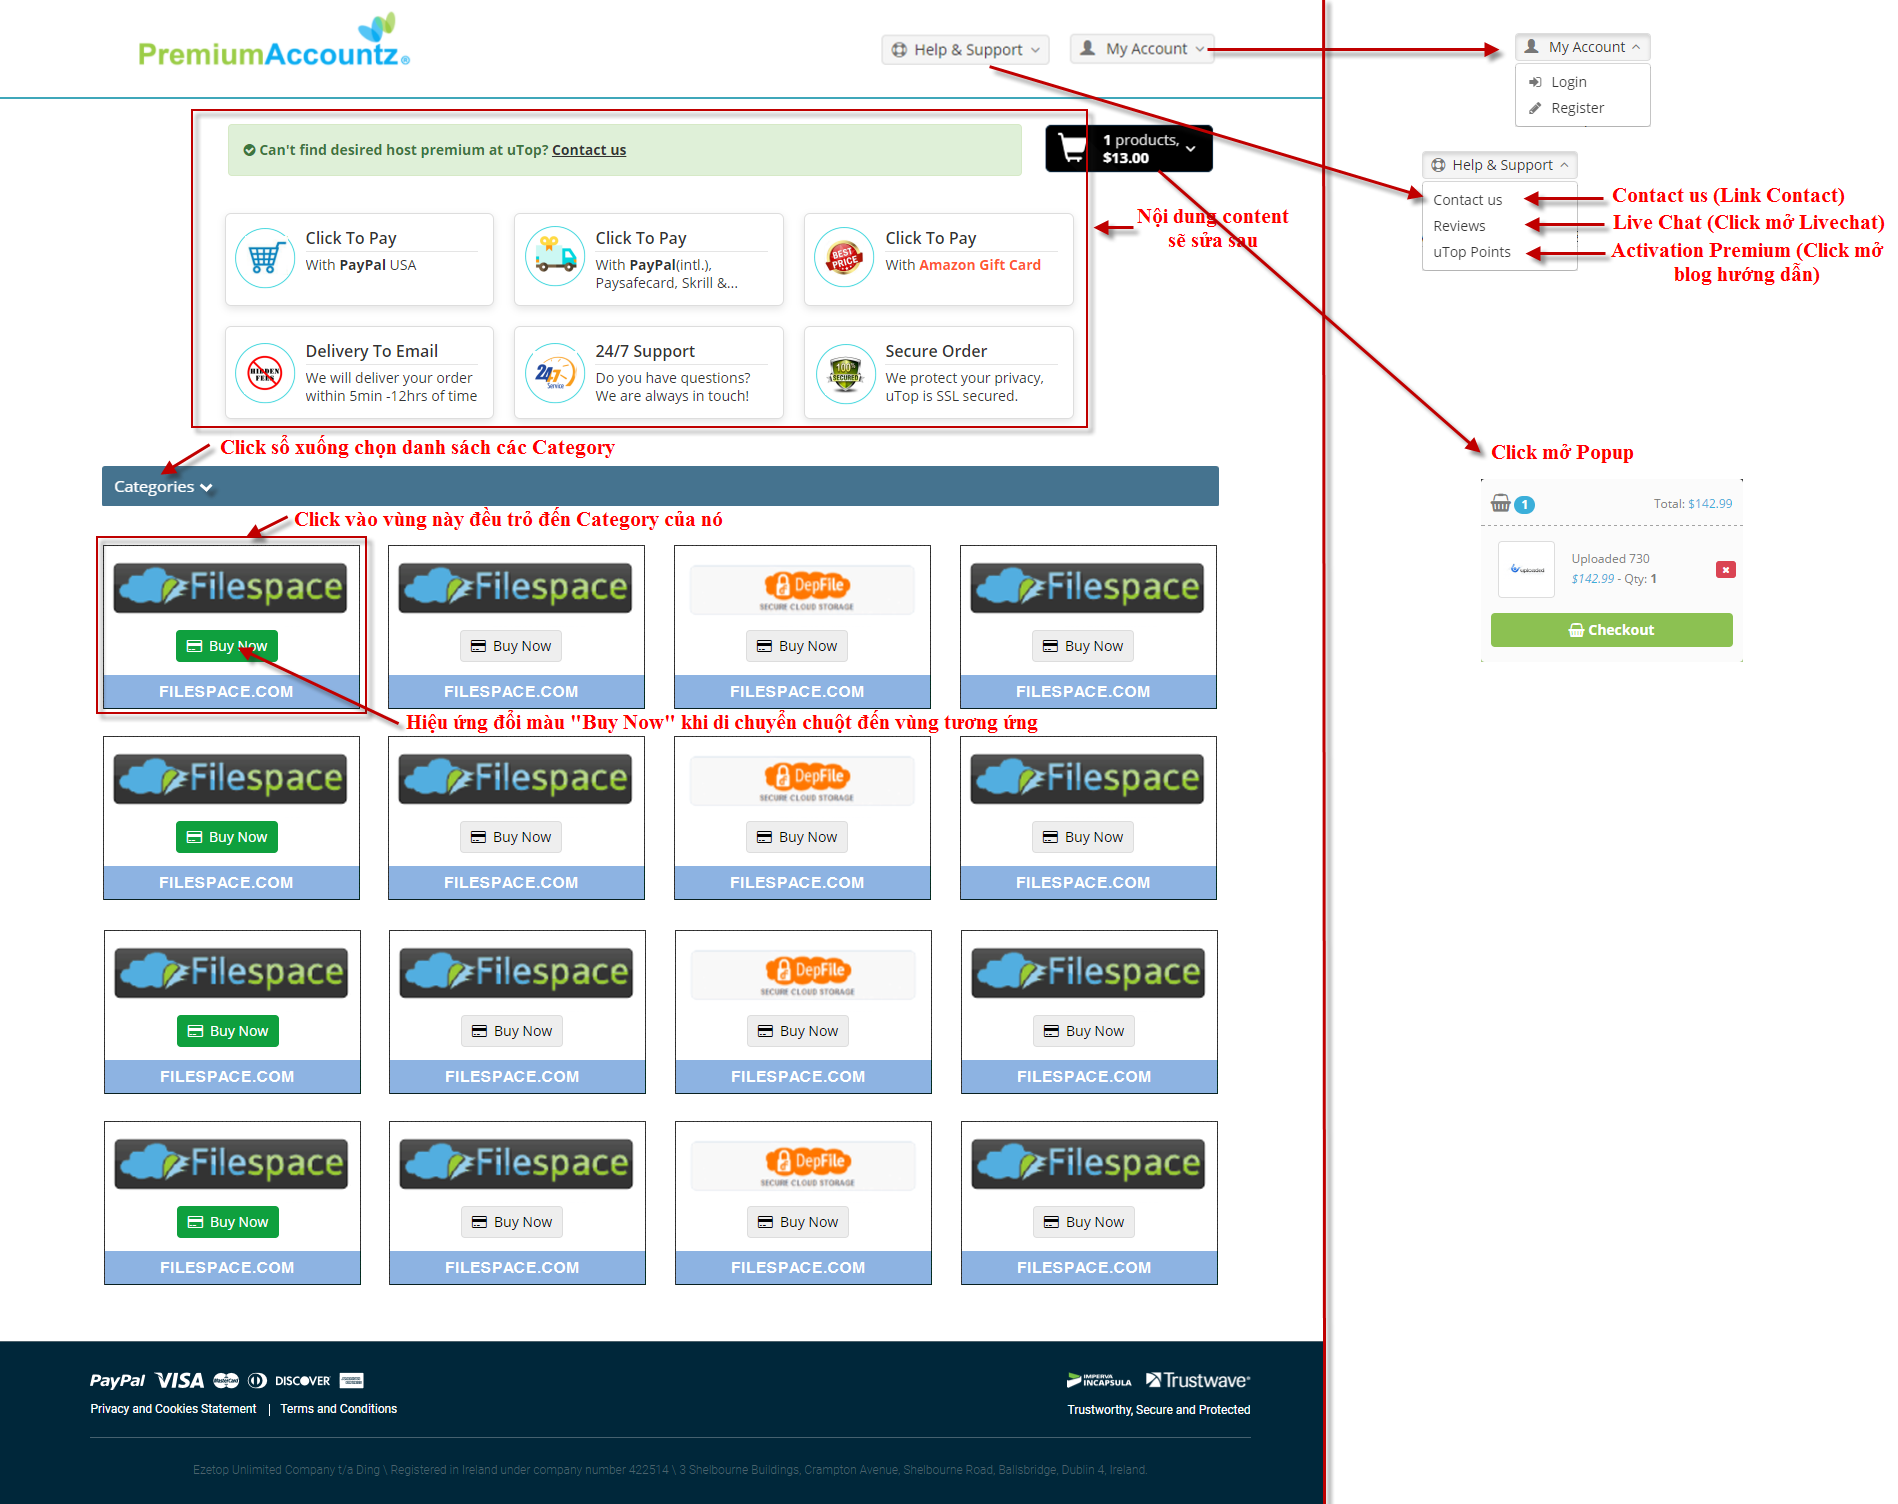 PremiumAccountz®
Help & Support
My Account
My Account
Login
Register
Can't find desired host premium at uTop? Contact us
1 products,
$13.00
Help & Support
Contact us
Reviews
uTop Points
Contact us (Link Contact)
Live Chat (Click mở Livechat)
Activation Premium (Click mở
blog hướng dẫn)
Nội dung content
sẽ sửa sau
Click To Pay
With PayPal USA
Click To Pay
With PayPal(intl.),
Paysafecard, Skrill &...
BEST
PRICE
Click To Pay
With Amazon Gift Card
HIDDEN
FEES
Delivery To Email
We will deliver your order
within 5min -12hrs of time
24/7
Service
24/7 Support
Do you have questions?
We are always in touch!
100%
SECURED
Secure Order
We protect your privacy,
uTop is SSL secured.
Click sổ xuống chọn danh sách các Category
Categories
Click vào vùng này đều trỏ đến Category của nó
Click mở Popup
1
Total: $142.99
uploaded
Uploaded 730
$142.99 - Qty: 1
Checkout
Filespace
Filespace
DepFile
SECURE CLOUD STORAGE
Filespace
Buy Now
Buy Now
Buy Now
Buy Now
FILESPACE.COM
FILESPACE.COM
FILESPACE.COM
FILESPACE.COM
Hiệu ứng đổi màu "Buy Now" khi di chuyển chuột đến vùng tương ứng
Filespace
Filespace
DepFile
SECURE CLOUD STORAGE
Filespace
Buy Now
Buy Now
Buy Now
Buy Now
FILESPACE.COM
FILESPACE.COM
FILESPACE.COM
FILESPACE.COM
Filespace
Filespace
DepFile
SECURE CLOUD STORAGE
Filespace
Buy Now
Buy Now
Buy Now
Buy Now
FILESPACE.COM
FILESPACE.COM
FILESPACE.COM
FILESPACE.COM
Filespace
Filespace
DepFile
SECURE CLOUD STORAGE
Filespace
Buy Now
Buy Now
Buy Now
Buy Now
FILESPACE.COM
FILESPACE.COM
FILESPACE.COM
FILESPACE.COM
PayPal VISA MasterCard DISCOVER
IMPERVA
INCAPSULA
Trustwave®
Privacy and Cookies Statement | Terms and Conditions
Trustworthy, Secure and Protected
Ezetop Unlimited Company t/a Ding \ Registered in Ireland under company number 422514 \ 3 Shelbourne Buildings, Crampton Avenue, Shelbourne Road, Ballsbridge, Dublin 4, Ireland.